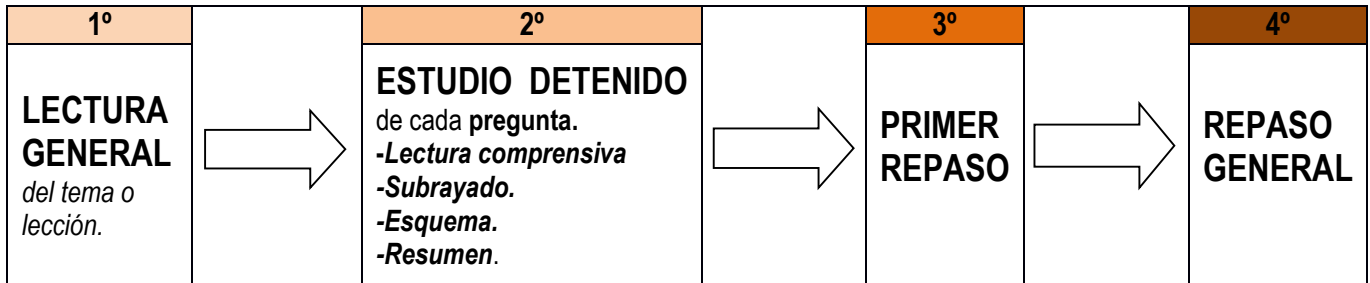 1º
LECTURA
GENERAL
del tema o
lección.
2º
ESTUDIO DETENIDO
de cada pregunta.
-Lectura comprensiva
-Subrayado.
-Esquema.
-Resumen.
3º
PRIMER
REPASO
4º
REPASO
GENERAL